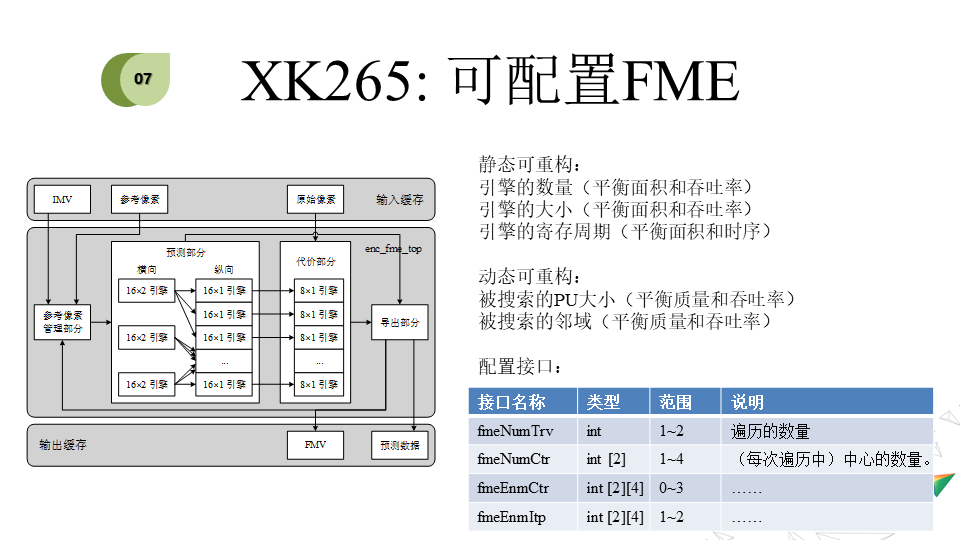 07
XK265: 可配置FME
IMV
参考像素
原始像素
输入缓存
enc_fme_top
预测部分
横向
纵向
代价部分
16×2 引擎
16×1 引擎
8×1 引擎
16×1 引擎
8×1 引擎
参考像素
管理部分
16×2 引擎
16×1 引擎
8×1 引擎
导出部分
...
...
16×2 引擎
16×1 引擎
8×1 引擎
输出缓存
FMV
预测数据
静态可重构：
引擎的数量（平衡面积和吞吐率）
引擎的大小（平衡面积和吞吐率）
引擎的寄存周期（平衡面积和时序）
动态可重构：
被搜索的PU大小（平衡质量和吞吐率）
被搜索的邻域（平衡质量和吞吐率）
配置接口：
接口名称 类型 范围 说明
fmeNumTrv int 1~2 遍历的数量
fmeNumCtr int [2] 1~4 （每次遍历中）中心的数量。
fmeEnmCtr int [2][4] 0~3 ……
fmeEnmItp int [2][4] 1~2 ……